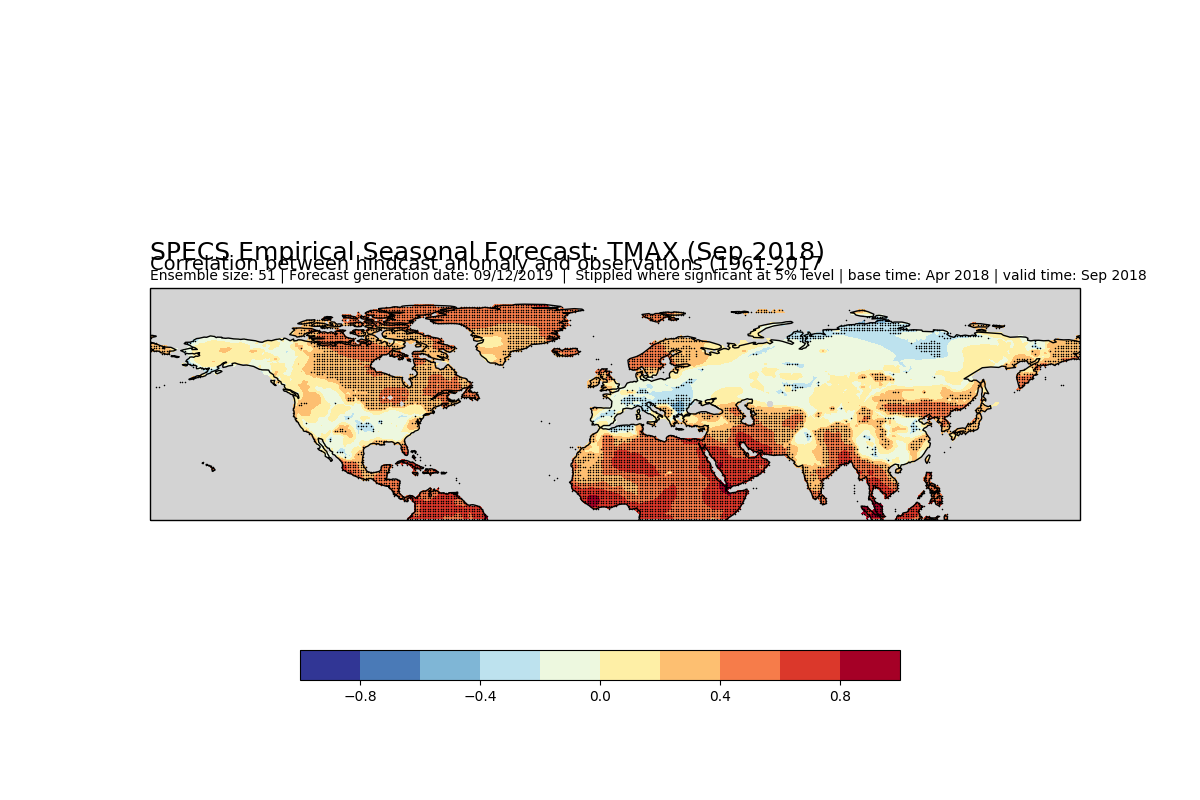 SPECS Empirical Seasonal Forecast: TMAX (Sep 2018)
Correlation between hindcast anomaly and observations (1961-2017
Ensemble size: 51 | Forecast generation date: 09/12/2019 | Stippled where signficant at 5% level | base time: Apr 2018 | valid time: Sep 2018
−0.8 −0.4 0.0 0.4 0.8